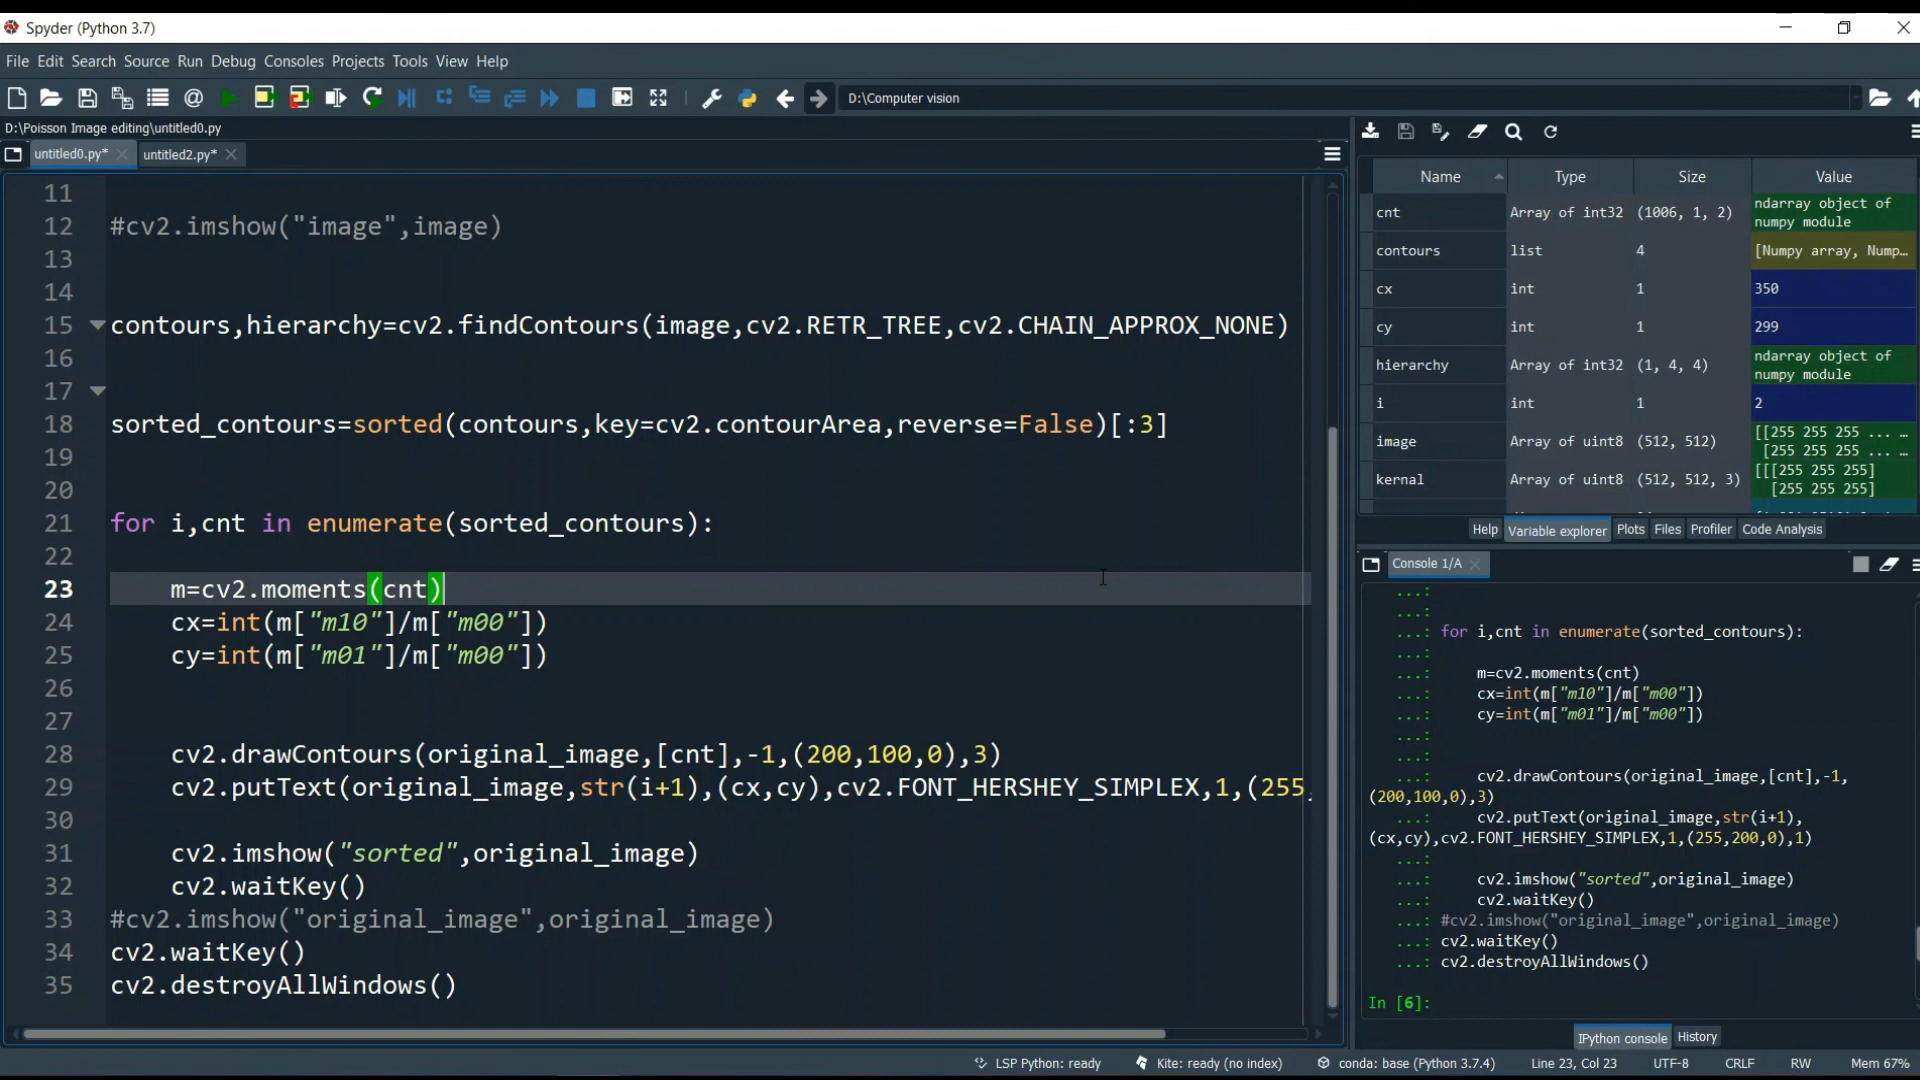 Spyder (Python 3.7)
File Edit Search Source Run Debug Consoles Projects Tools View Help
D:\Computer vision
D:\Poisson Image editing\untitled0.py
untitled0.py*
untitled2.py*
11
12 #cv2.imshow("image",image)
13
14
15 contours,hierarchy=cv2.findContours(image,cv2.RETR_TREE,cv2.CHAIN_APPROX_NONE)
16
17
18 sorted_contours=sorted(contours,key=cv2.contourArea,reverse=False)[:3]
19
20
21 for i,cnt in enumerate(sorted_contours):
22
23 m=cv2.moments(cnt)
24 cx=int(m["m10"]/m["m00"])
25 cy=int(m["m01"]/m["m00"])
26
27
28 cv2.drawContours(original_image,[cnt],-1,(200,100,0),3)
29 cv2.putText(original_image,str(i+1),(cx,cy),cv2.FONT_HERSHEY_SIMPLEX,1,(255,
30
31 cv2.imshow("sorted",original_image)
32 cv2.waitKey()
33 #cv2.imshow("original_image",original_image)
34 cv2.waitKey()
35 cv2.destroyAllWindows()
Name Type Size Value
cnt Array of int32 (1006, 1, 2) ndarray object of
numpy module
contours list 4 [Numpy array, Nump…
cx int 1 350
cy int 1 299
hierarchy Array of int32 (1, 4, 4) ndarray object of
numpy module
i int 1 2
image Array of uint8 (512, 512) [[255 255 255 ... …
[255 255 255 ... …
kernal Array of uint8 (512, 512, 3) [[[255 255 255]
[255 255 255]
Help Variable explorer Plots Files Profiler Code Analysis
Console 1/A
...:
...:
...: for i,cnt in enumerate(sorted_contours):
...:
...: m=cv2.moments(cnt)
...: cx=int(m["m10"]/m["m00"])
...: cy=int(m["m01"]/m["m00"])
...:
...:
...: cv2.drawContours(original_image,[cnt],-1,
(200,100,0),3)
...: cv2.putText(original_image,str(i+1),
(cx,cy),cv2.FONT_HERSHEY_SIMPLEX,1,(255,200,0),1)
...:
...: cv2.imshow("sorted",original_image)
...: cv2.waitKey()
...: #cv2.imshow("original_image",original_image)
...: cv2.waitKey()
...: cv2.destroyAllWindows()
In [6]:
IPython console History
LSP Python: ready Kite: ready (no index) conda: base (Python 3.7.4) Line 23, Col 23 UTF-8 CRLF RW Mem 67%